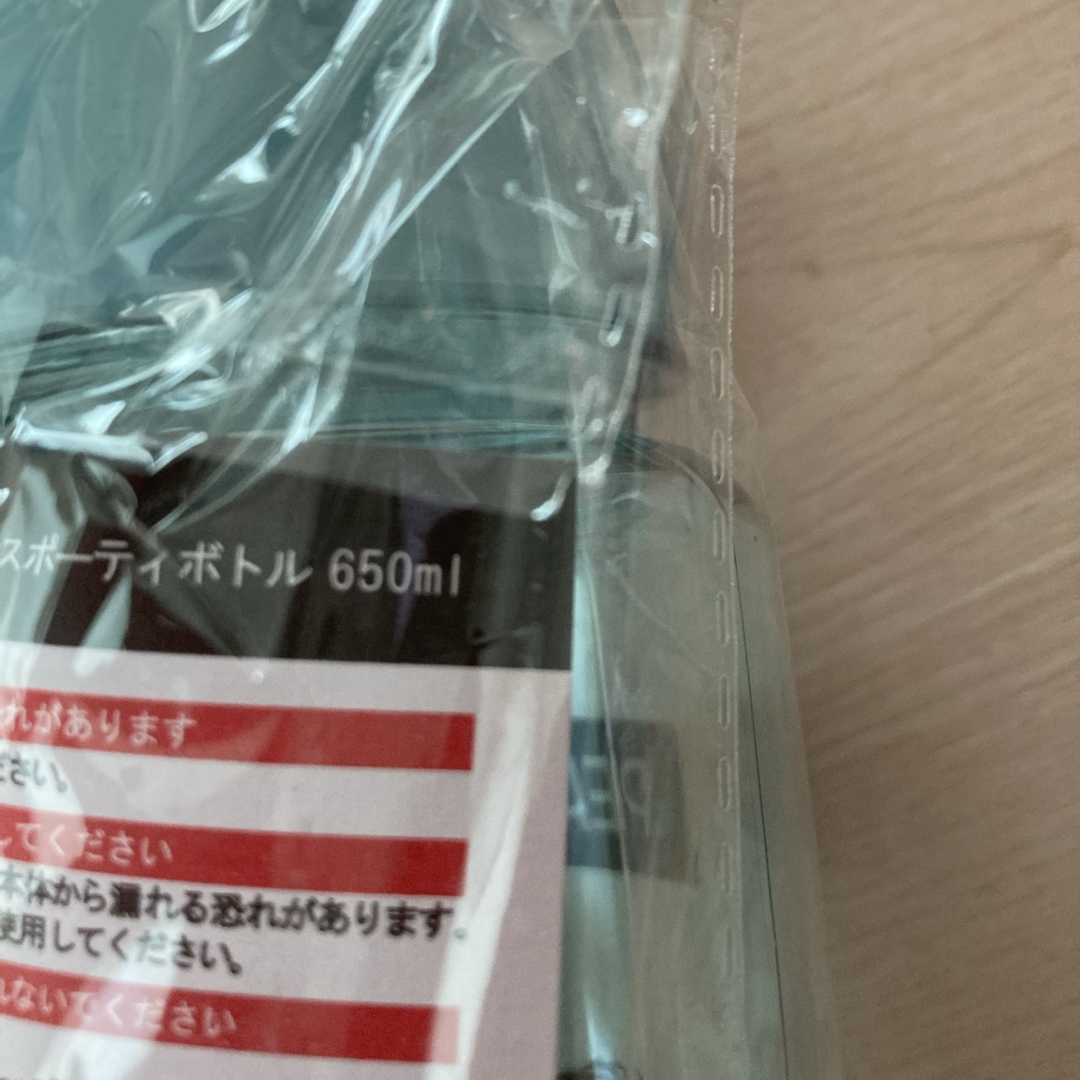 スポーティボトル 650ml
れがあります
ださい。
してください
本体から漏れる恐れがあります。
使用してください。
れないでください